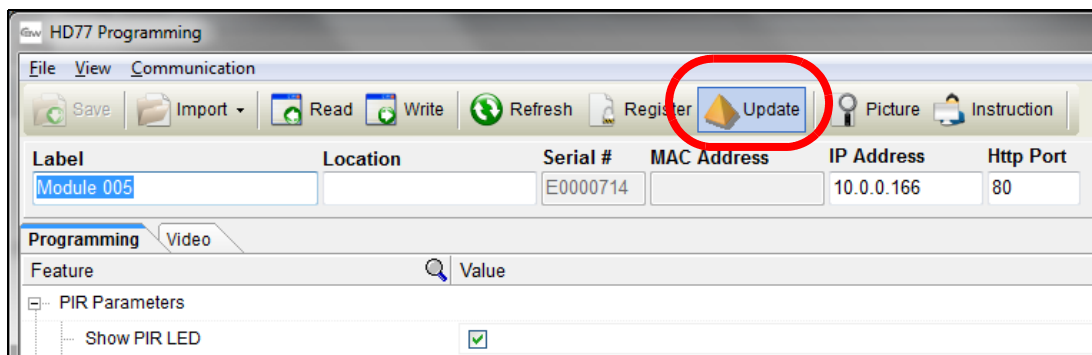 HD77 Programming
File View Communication
Save Import Read Write Refresh Register Update Picture Instruction
Label Location Serial # MAC Address IP Address Http Port
Module 005 E0000714 10.0.0.166 80
Programming Video
Feature Value
PIR Parameters
Show PIR LED